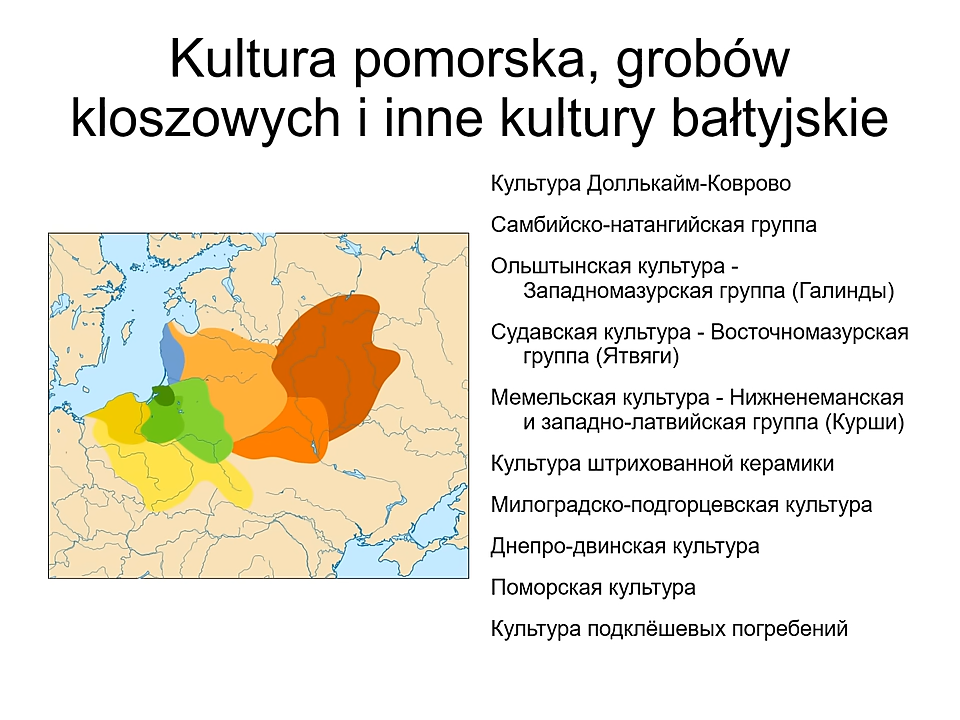 Kultura pomorska, grobów
kloszowych i inne kultury bałtyjskie
Культура Доллькайм-Коврово
Самбийско-натангийская группа
Ольштынская культура -
Западномазурская группа (Галинды)
Судавская культура - Восточномазурская
группа (Ятвяги)
Мемельская культура - Нижненеманская
и западно-латвийская группа (Курши)
Культура штрихованной керамики
Милоградско-подгорцевская культура
Днепро-двинская культура
Поморская культура
Культура подклёшевых погребений